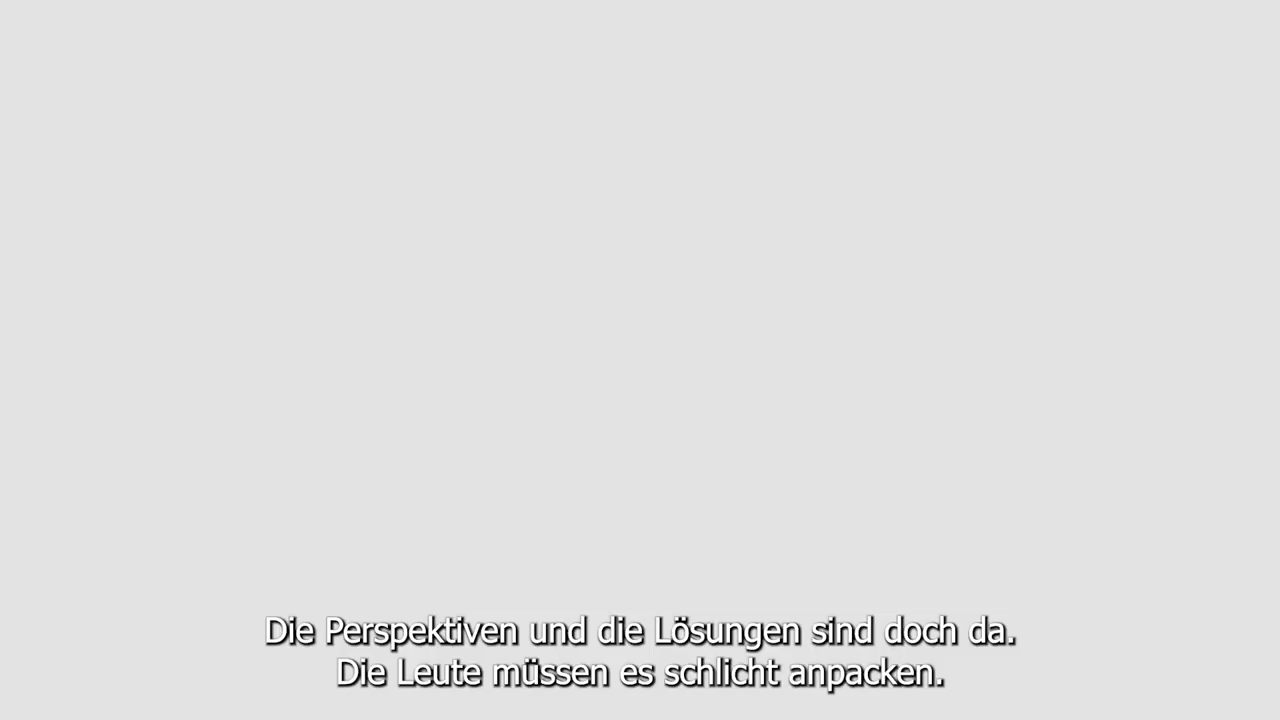 Die Perspektiven und die Lösungen sind doch da.
Die Leute müssen es schlicht anpacken.